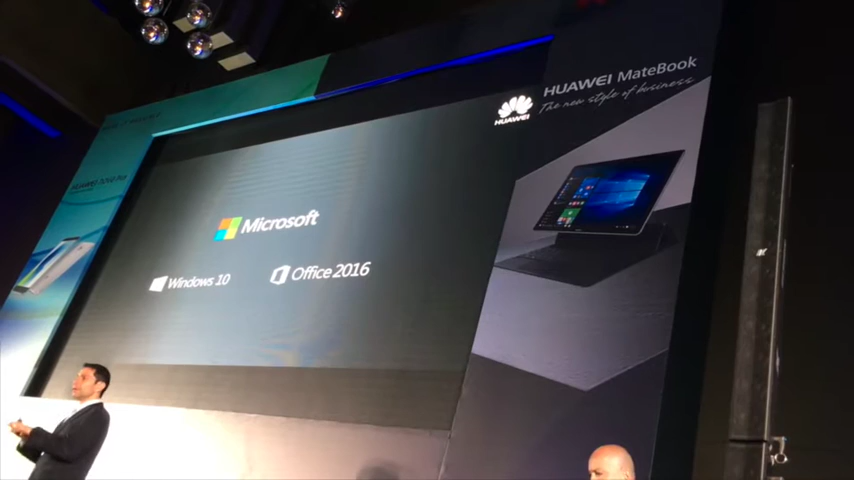 HUAWEI MateBook
The new style of business
HUAWEI
Microsoft
Windows 10
Office 2016